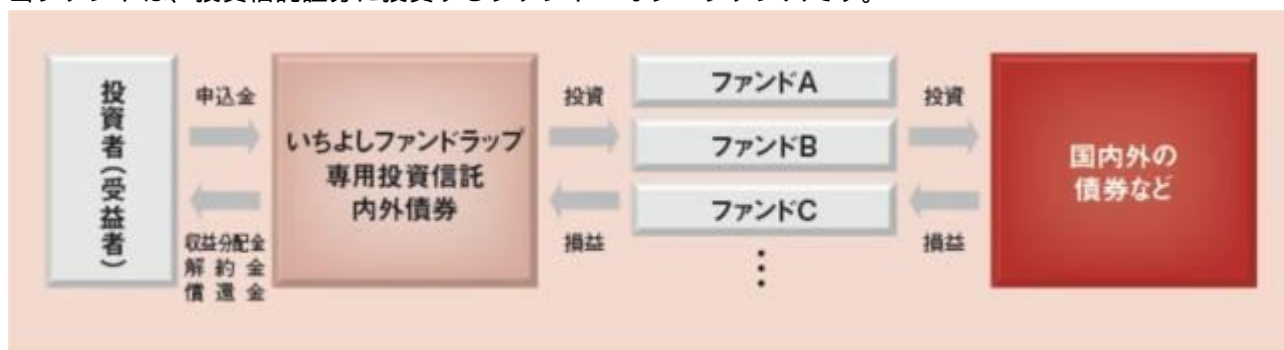 当ファンドは、投資信託証券に投資するファンド・オブ・ファンズです。
投資者(受益者)
申込金
収益分配金
解約金
償還金
いちよしファンドラップ
専用投資信託
内外債券
投資
損益
ファンドA
ファンドB
ファンドC
⋮
投資
損益
国内外の
債券など